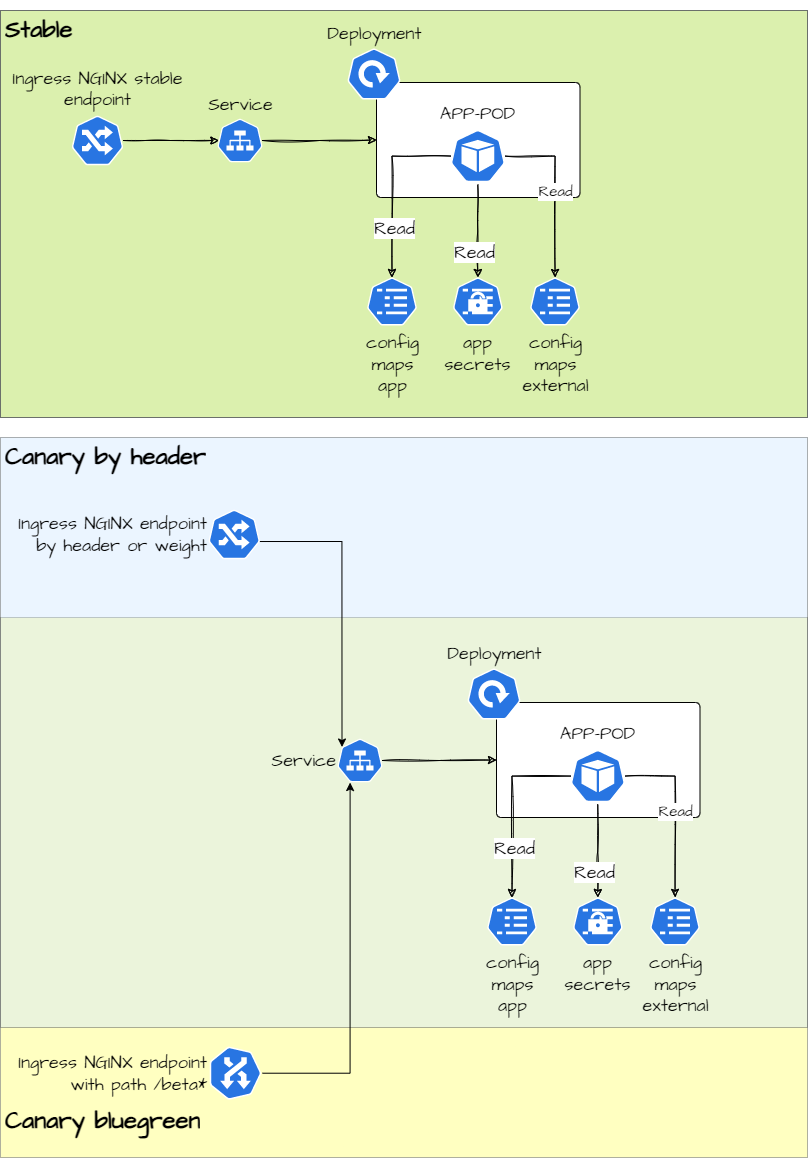 Stable
Deployment
Ingress NGINX stable
endpoint
Service
APP-POD
Read
Read
Read
config
maps
app
app
secrets
config
maps
external
Canary by header
Ingress NGINX endpoint
by header or weight
Deployment
APP-POD
Service
Read
Read
Read
config
maps
app
app
secrets
config
maps
external
Ingress NGINX endpoint
with path /beta*
Canary bluegreen